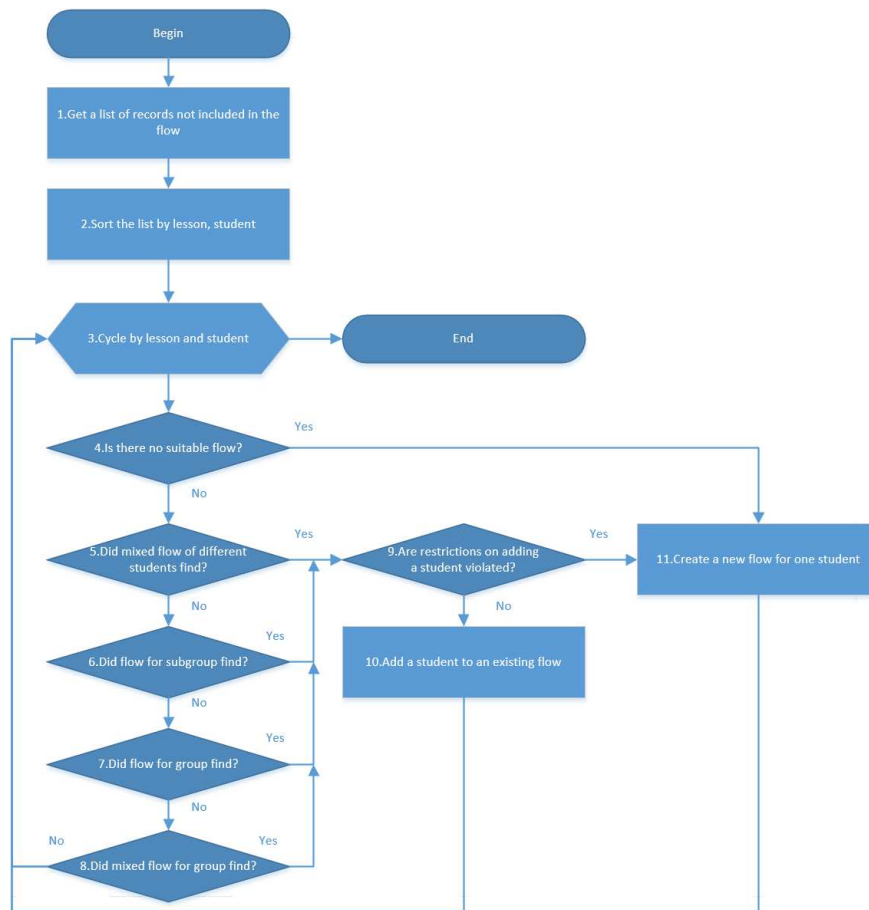 Begin
1.Get a list of records not included in the
flow
2.Sort the list by lesson, student
3.Cycle by lesson and student
End
4.Is there no suitable flow?
Yes
No
5.Did mixed flow of different
students find?
Yes
9.Are restrictions on adding
a student violated?
Yes
11.Create a new flow for one student
No
No
6.Did flow for subgroup find?
Yes
10.Add a student to an existing flow
No
7.Did flow for group find?
Yes
No
8.Did mixed flow for group find?
No
Yes